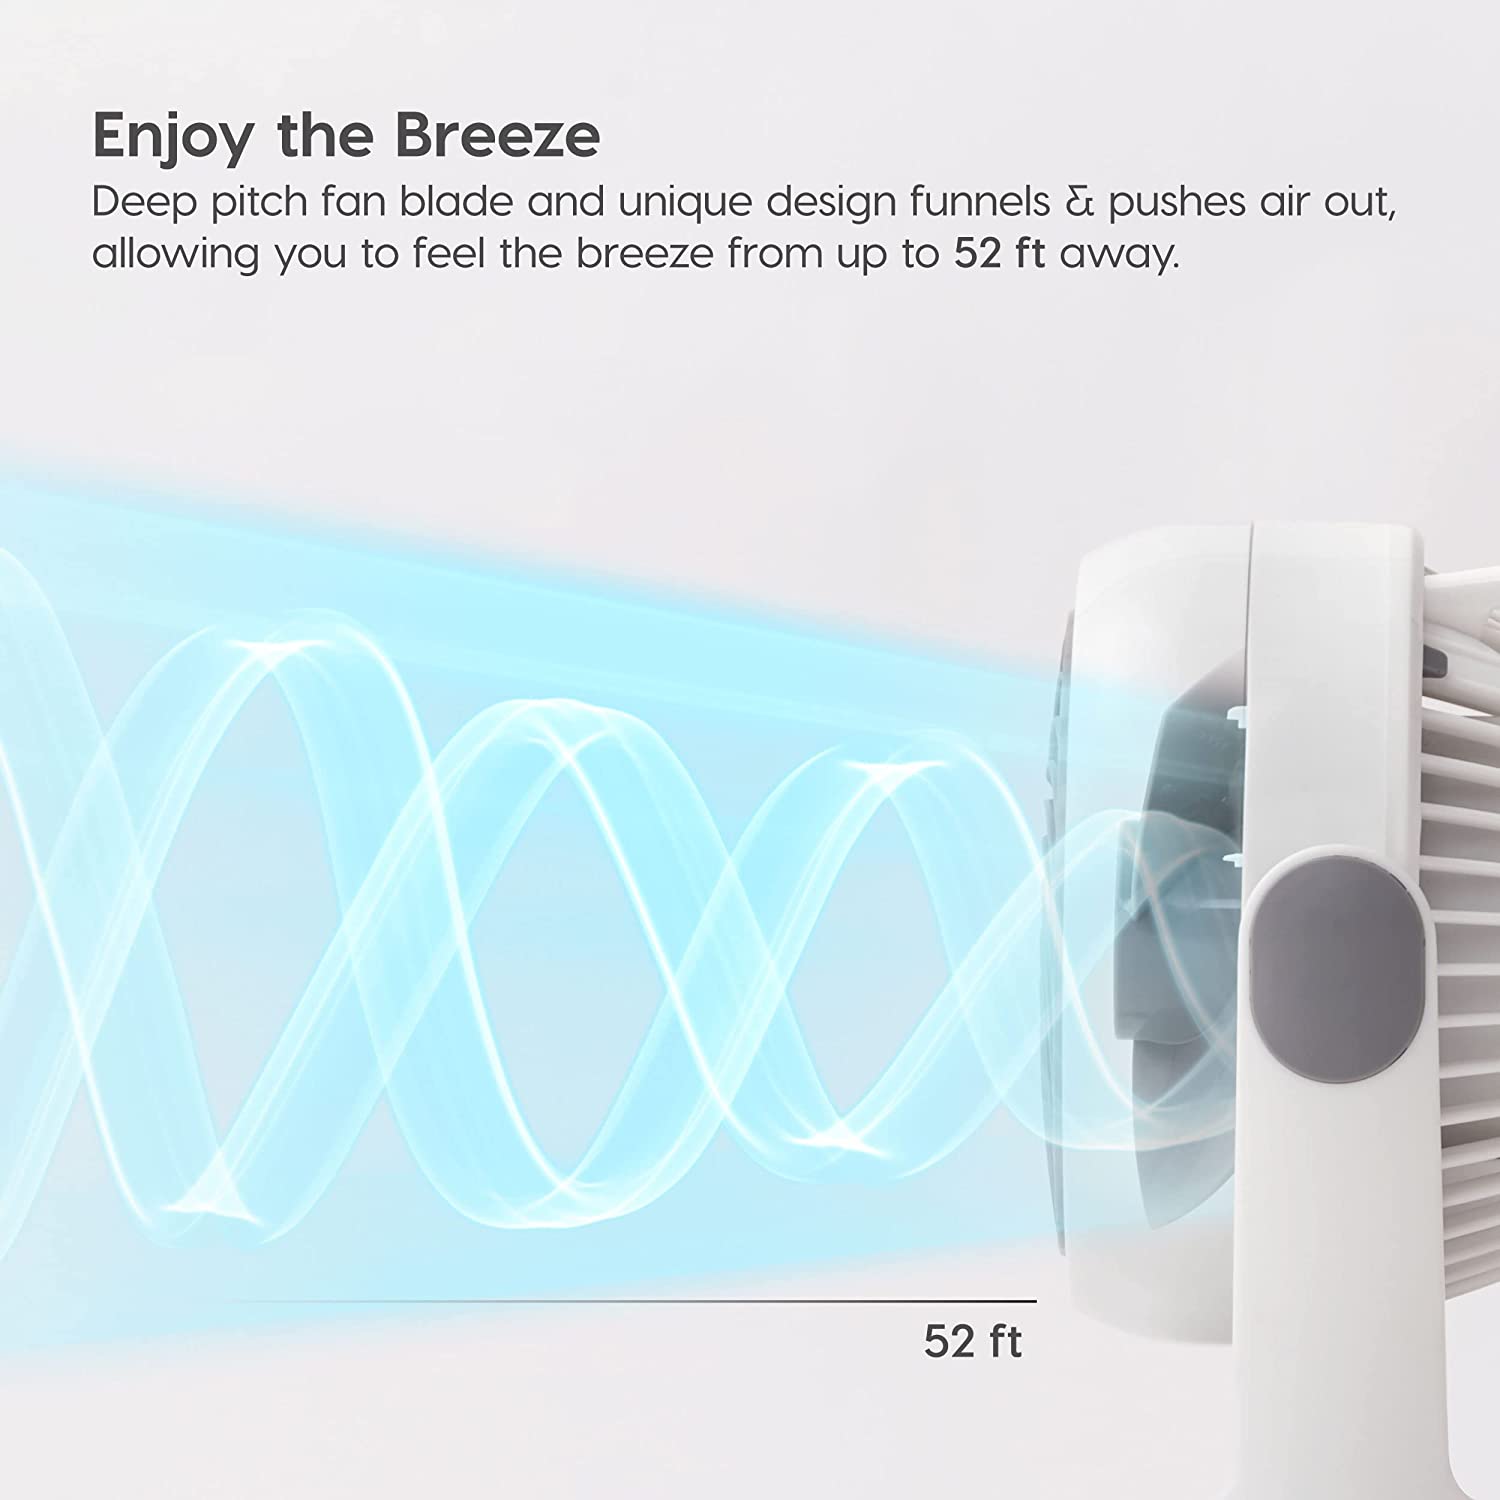 Enjoy the Breeze
Deep pitch fan blade and unique design funnels & pushes air out,
allowing you to feel the breeze from up to 52 ft away.
52 ft